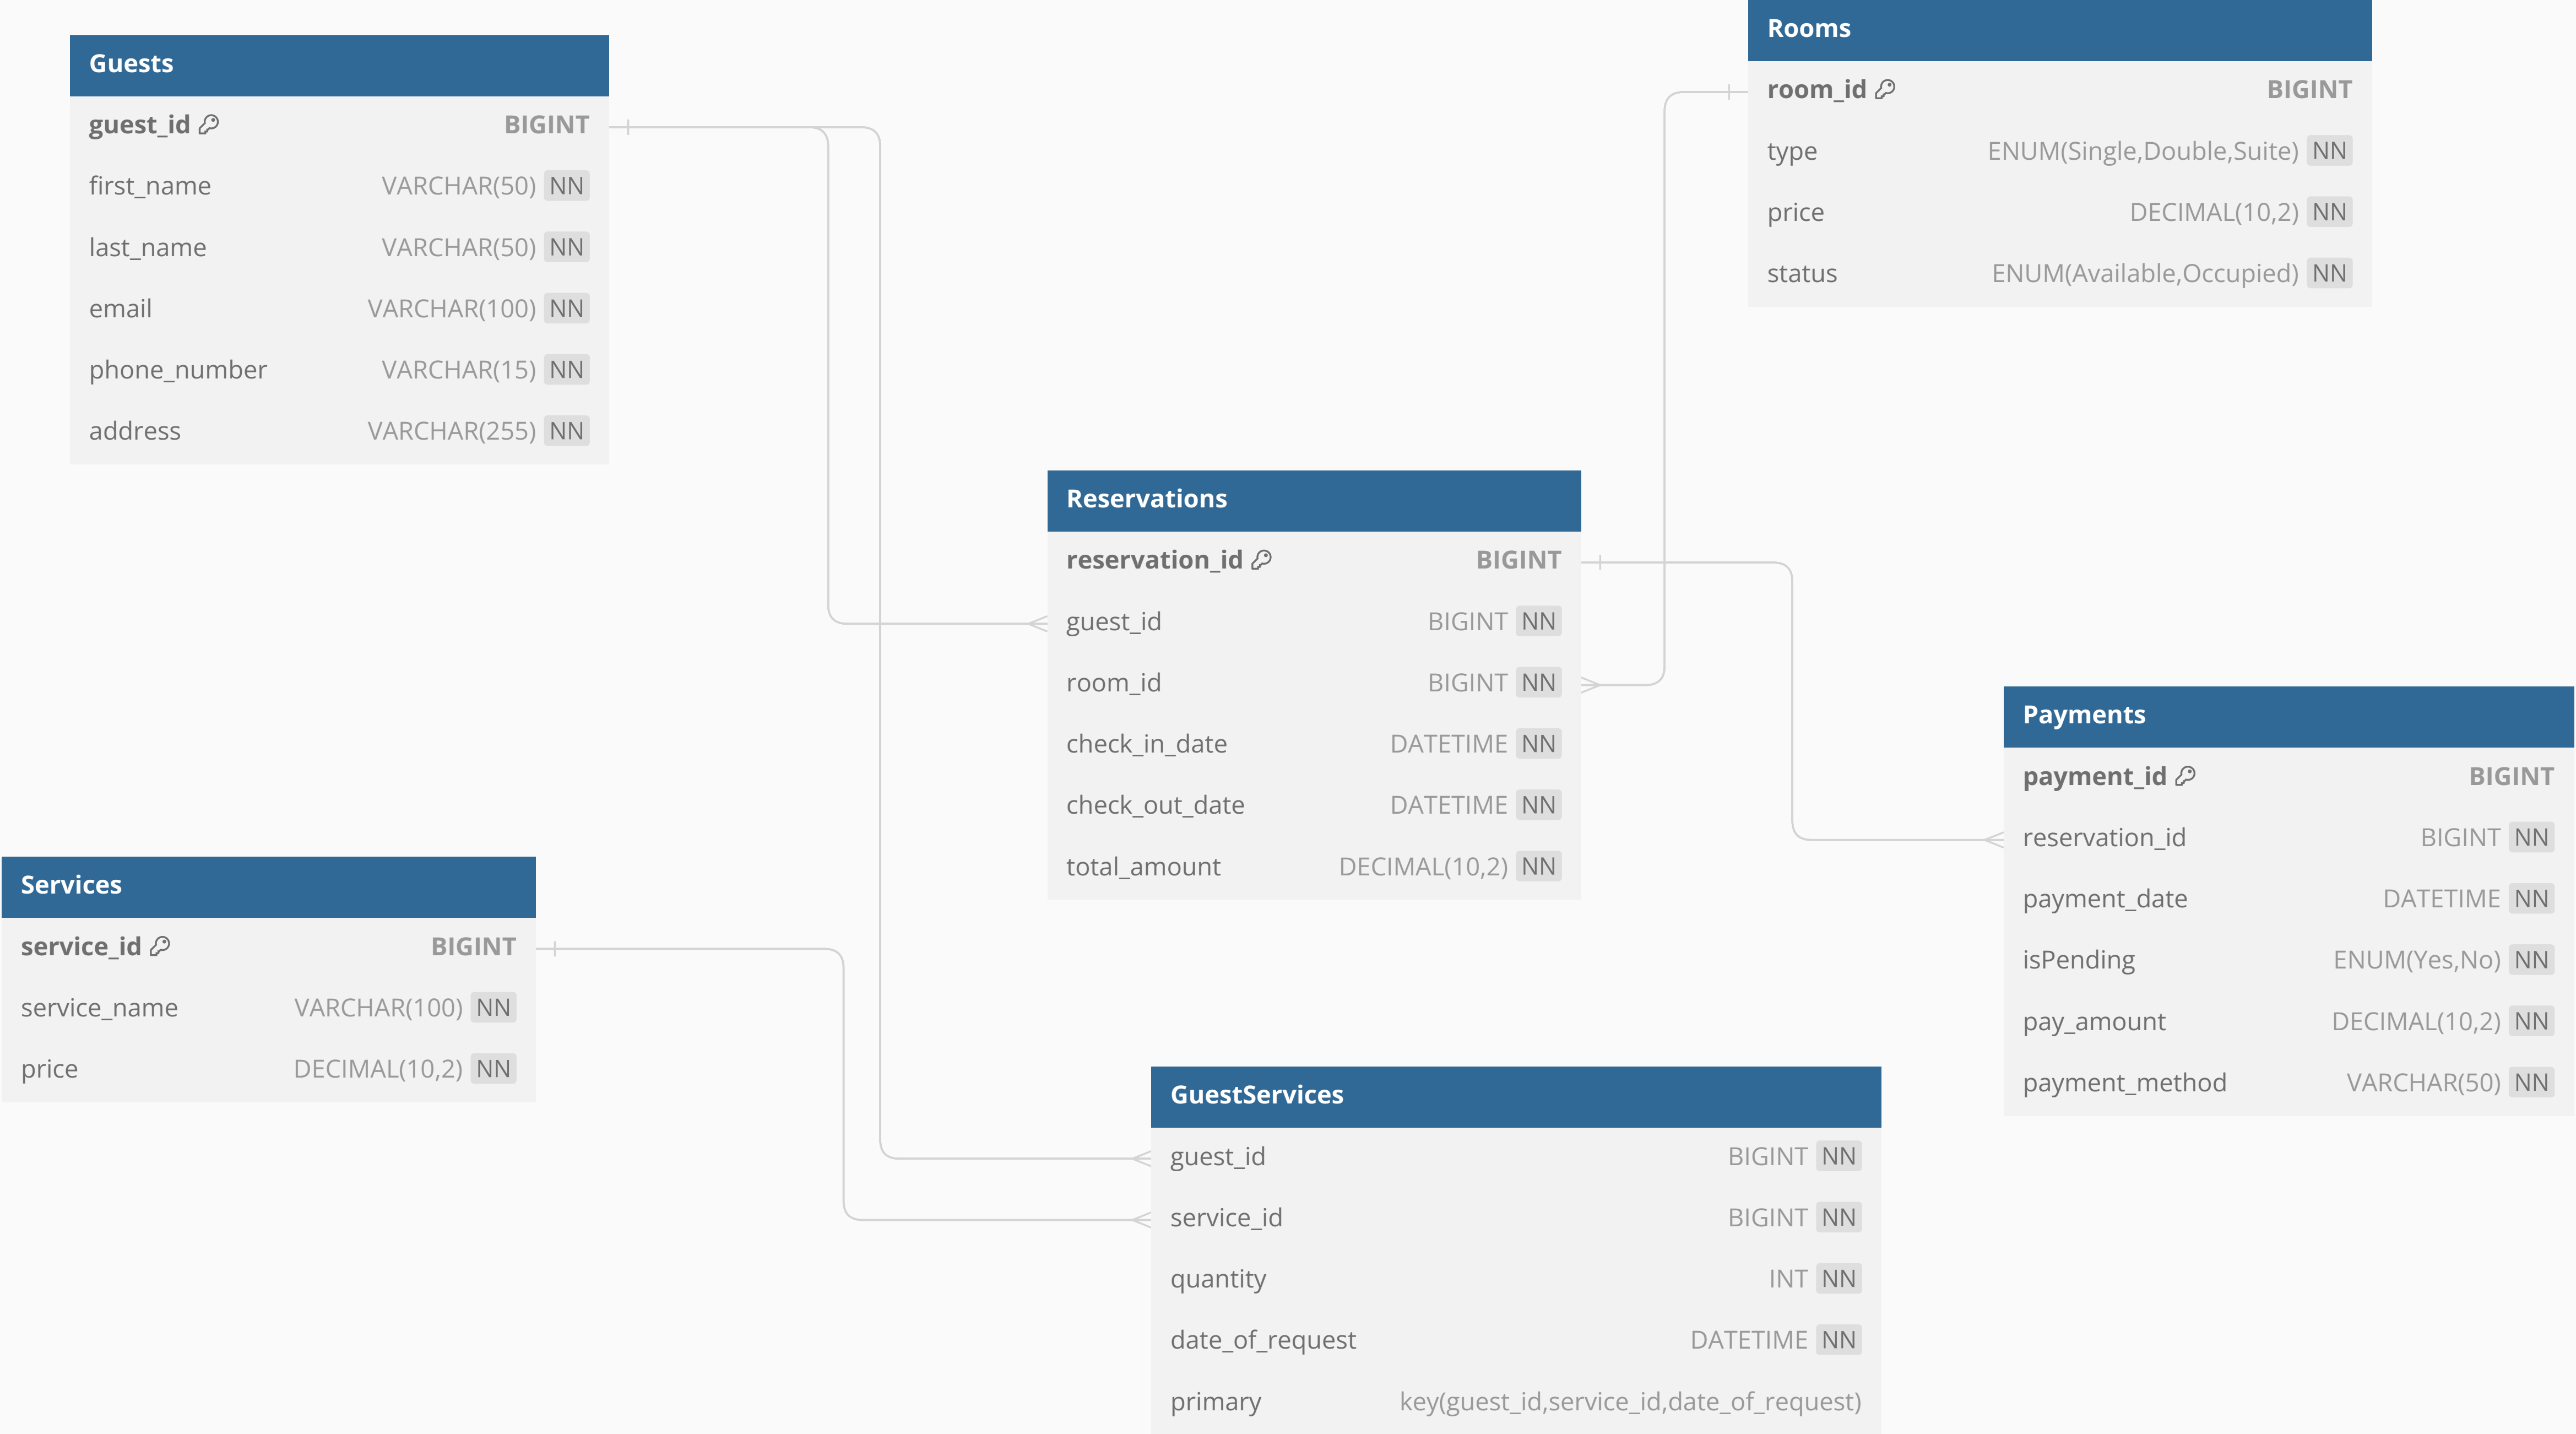 Guests
guest_id BIGINT
first_name VARCHAR(50) NN
last_name VARCHAR(50) NN
email VARCHAR(100) NN
phone_number VARCHAR(15) NN
address VARCHAR(255) NN
Rooms
room_id BIGINT
type ENUM(Single,Double,Suite) NN
price DECIMAL(10,2) NN
status ENUM(Available,Occupied) NN
Reservations
reservation_id BIGINT
guest_id BIGINT NN
room_id BIGINT NN
check_in_date DATETIME NN
check_out_date DATETIME NN
total_amount DECIMAL(10,2) NN
Payments
payment_id BIGINT
reservation_id BIGINT NN
payment_date DATETIME NN
isPending ENUM(Yes,No) NN
pay_amount DECIMAL(10,2) NN
payment_method VARCHAR(50) NN
Services
service_id BIGINT
service_name VARCHAR(100) NN
price DECIMAL(10,2) NN
GuestServices
guest_id BIGINT NN
service_id BIGINT NN
quantity INT NN
date_of_request DATETIME NN
primary key(guest_id,service_id,date_of_request)